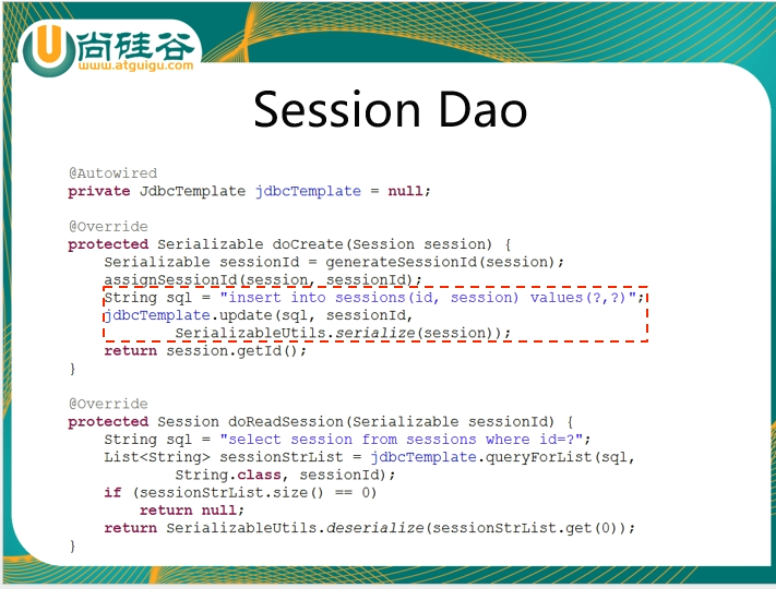 尚硅谷
www.atguigu.com
Session Dao
@Autowired
private JdbcTemplate jdbcTemplate = null;
@Override
protected Serializable doCreate(Session session) {
    Serializable sessionId = generateSessionId(session);
    assignSessionId(session, sessionId);
    String sql = "insert into sessions(id, session) values(?,?)";
    jdbcTemplate.update(sql, sessionId,
            SerializableUtils.serialize(session));
    return session.getId();
}
@Override
protected Session doReadSession(Serializable sessionId) {
    String sql = "select session from sessions where id=?";
    List<String> sessionStrList = jdbcTemplate.queryForList(sql,
            String.class, sessionId);
    if (sessionStrList.size() == 0)
        return null;
    return SerializableUtils.deserialize(sessionStrList.get(0));
}